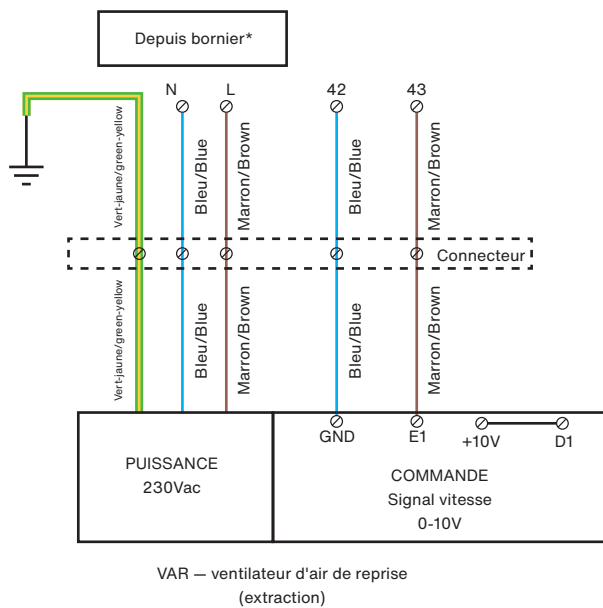 Depuis bornier*
N L 42 43
Vert-jaune/green-yellow
Bleu/Blue
Marron/Brown
Bleu/Blue
Marron/Brown
Connecteur
Vert-jaune/green-yellow
Bleu/Blue
Marron/Brown
Bleu/Blue
Marron/Brown
GND E1 +10V D1
PUISSANCE
230Vac
COMMANDE
Signal vitesse
0-10V
VAR — ventilateur d'air de reprise
(extraction)